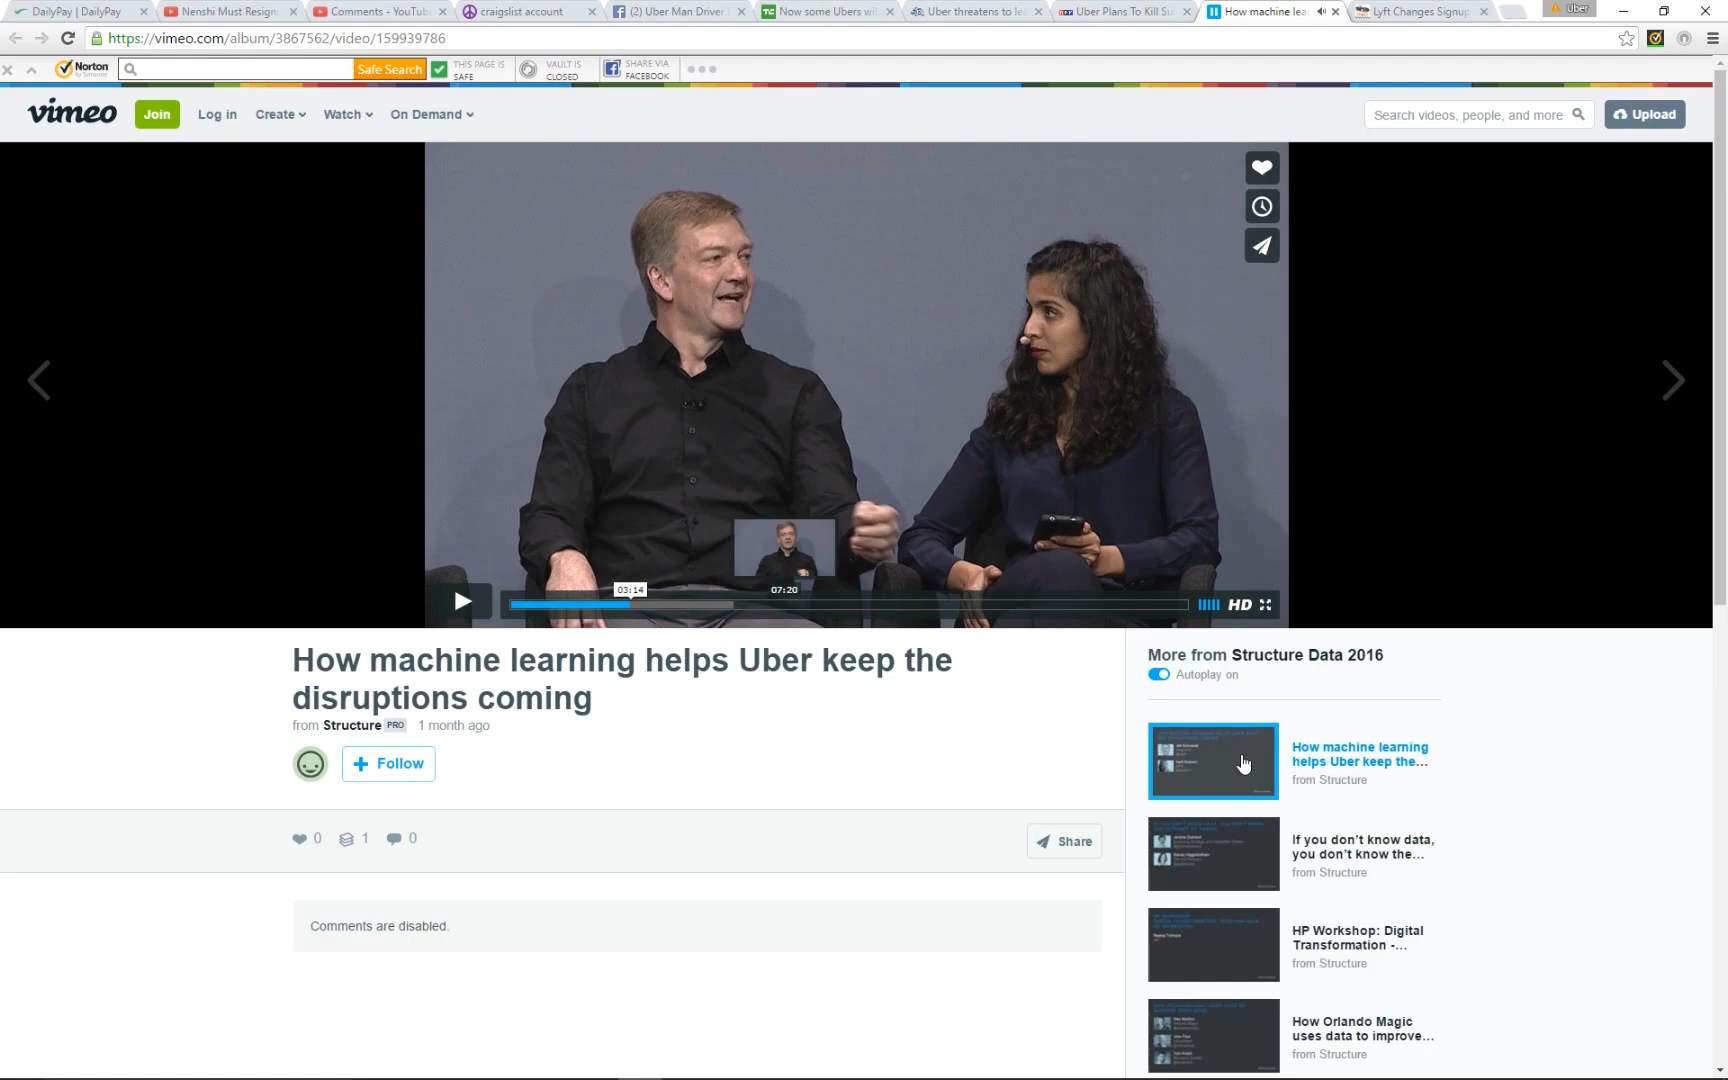 DailyPay | DailyPay
Nenshi Must Resign
Comments - YouTub
craigslist account
(2) Uber Man Driver
Now some Ubers wi
Uber threatens to le
Uber Plans To Kill Su
How machine lea
Lyft Changes Signup
Uber
https://vimeo.com/album/3867562/video/159939786
Norton
by Symantec
Safe Search
THIS PAGE IS
SAFE
VAULT IS
CLOSED
SHARE VIA
FACEBOOK
vimeo
Join
Log in
Create
Watch
On Demand
Search videos, people, and more
Upload
03:14
07:20
HD
How machine learning helps Uber keep the
disruptions coming
from Structure PRO 1 month ago
+ Follow
0 1 0
Share
Comments are disabled.
More from Structure Data 2016
Autoplay on
How machine learning
helps Uber keep the...
from Structure
If you don't know data,
you don't know the...
from Structure
HP Workshop: Digital
Transformation -...
from Structure
How Orlando Magic
uses data to improve...
from Structure